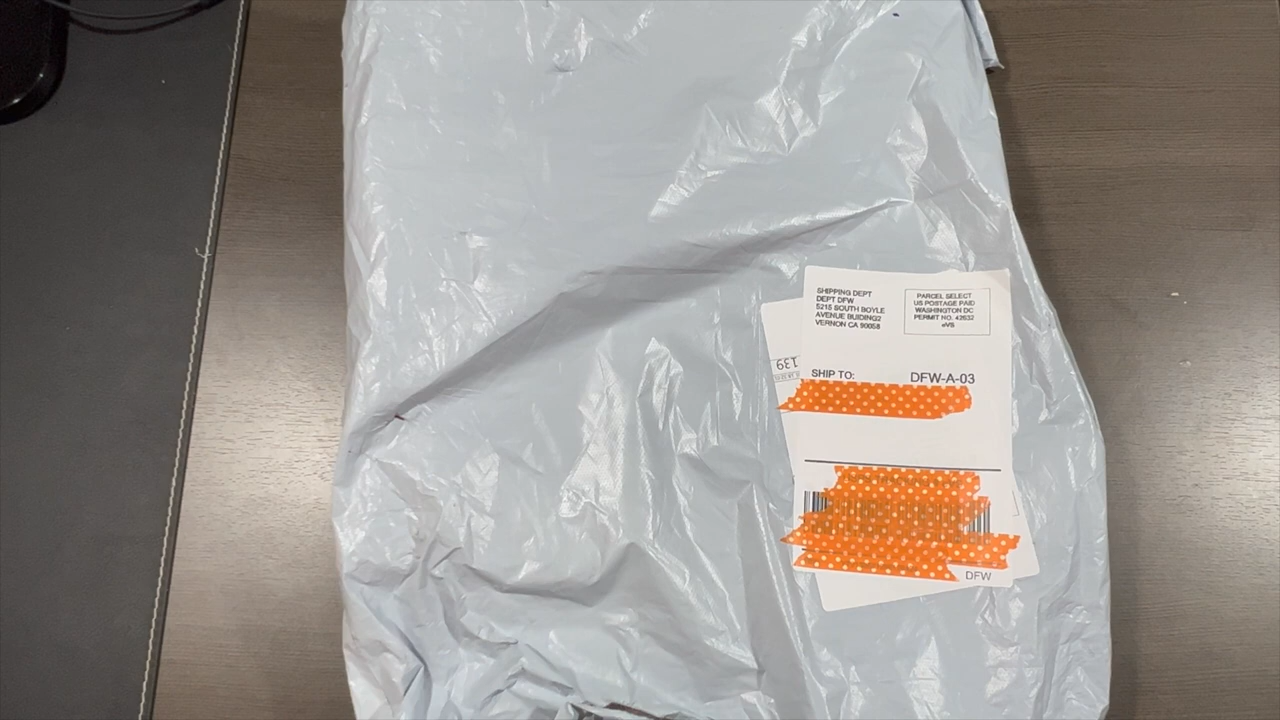 SHIPPING DEPT
DEPT DFW
5215 SOUTH BOYLE
AVENUE BUIDING2
VERNON CA 90058
PARCEL SELECT
US POSTAGE PAID
WASHINGTON DC
PERMIT NO. 42632
eVS
139
SHIP TO:
DFW-A-03
DFW